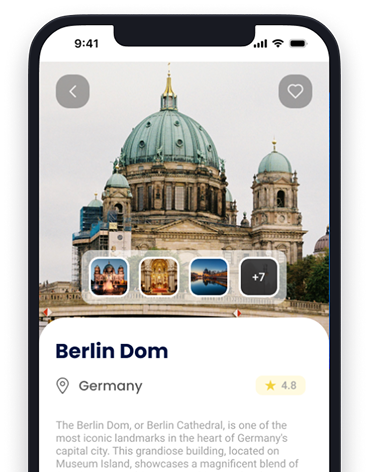 9:41
+7
Berlin Dom
Germany
4.8
The Berlin Dom, or Berlin Cathedral, is one of the
most iconic landmarks in the heart of Germany's
capital city. This grandiose building, located on
Museum Island, showcases a magnificent blend of